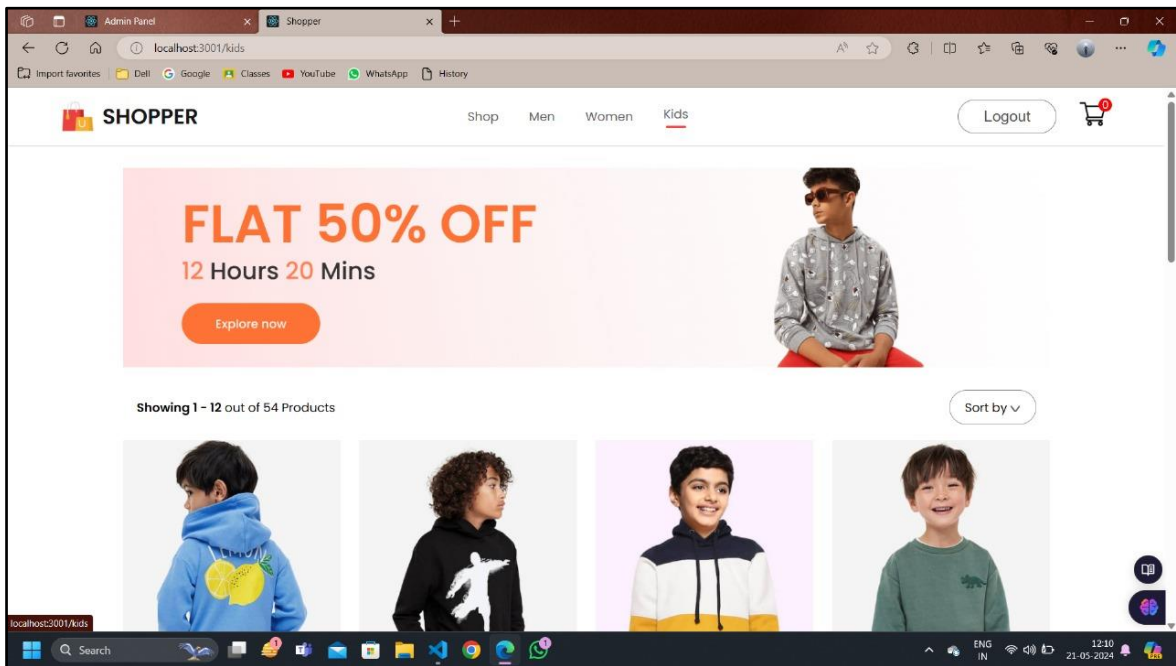 Admin Panel
Shopper
localhost:3001/kids
Import favorites
Dell
Google
Classes
YouTube
WhatsApp
History
SHOPPER
Shop
Men
Women
Kids
Logout
0
FLAT 50% OFF
12 Hours 20 Mins
Explore now
Showing 1 - 12 out of 54 Products
Sort by
localhost:3001/kids
Search
ENG
IN
12:10
21-05-2024